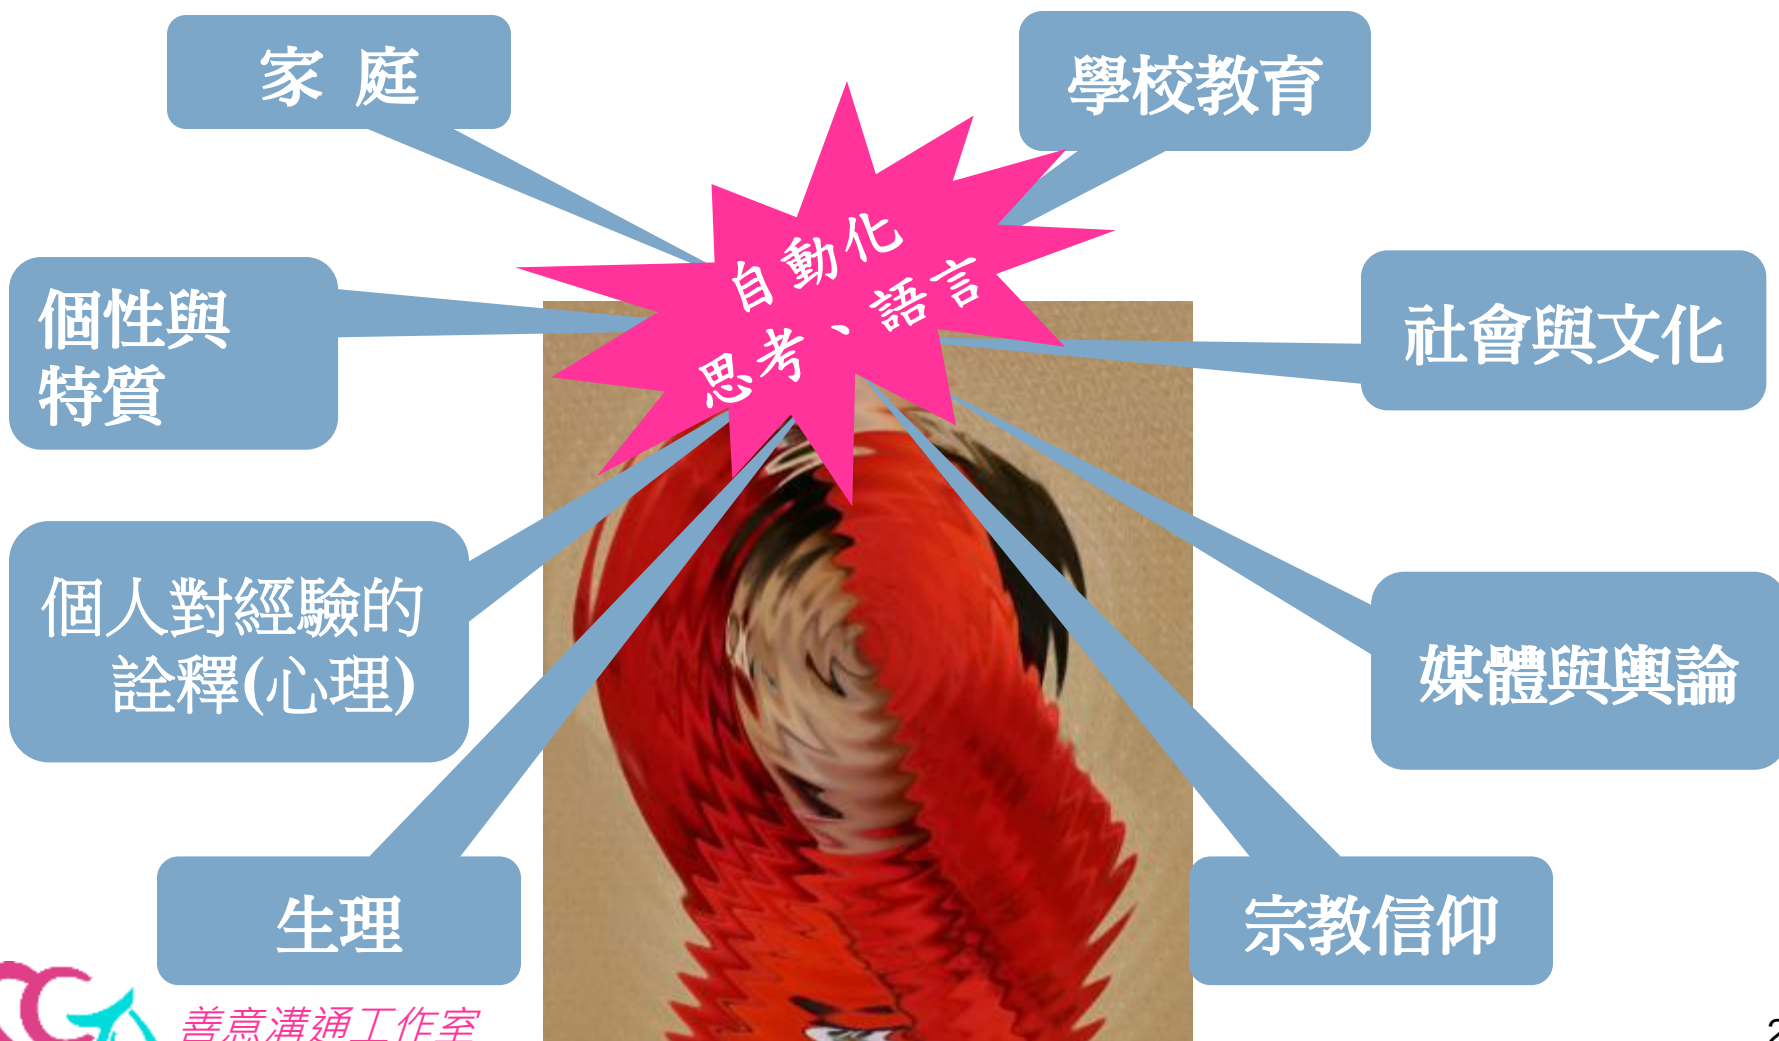 家 庭
學校教育
自動化
思考、語言
個性與
特質
社會與文化
個人對經驗的
詮釋(心理)
媒體與輿論
生理
宗教信仰
善意溝通工作室
2